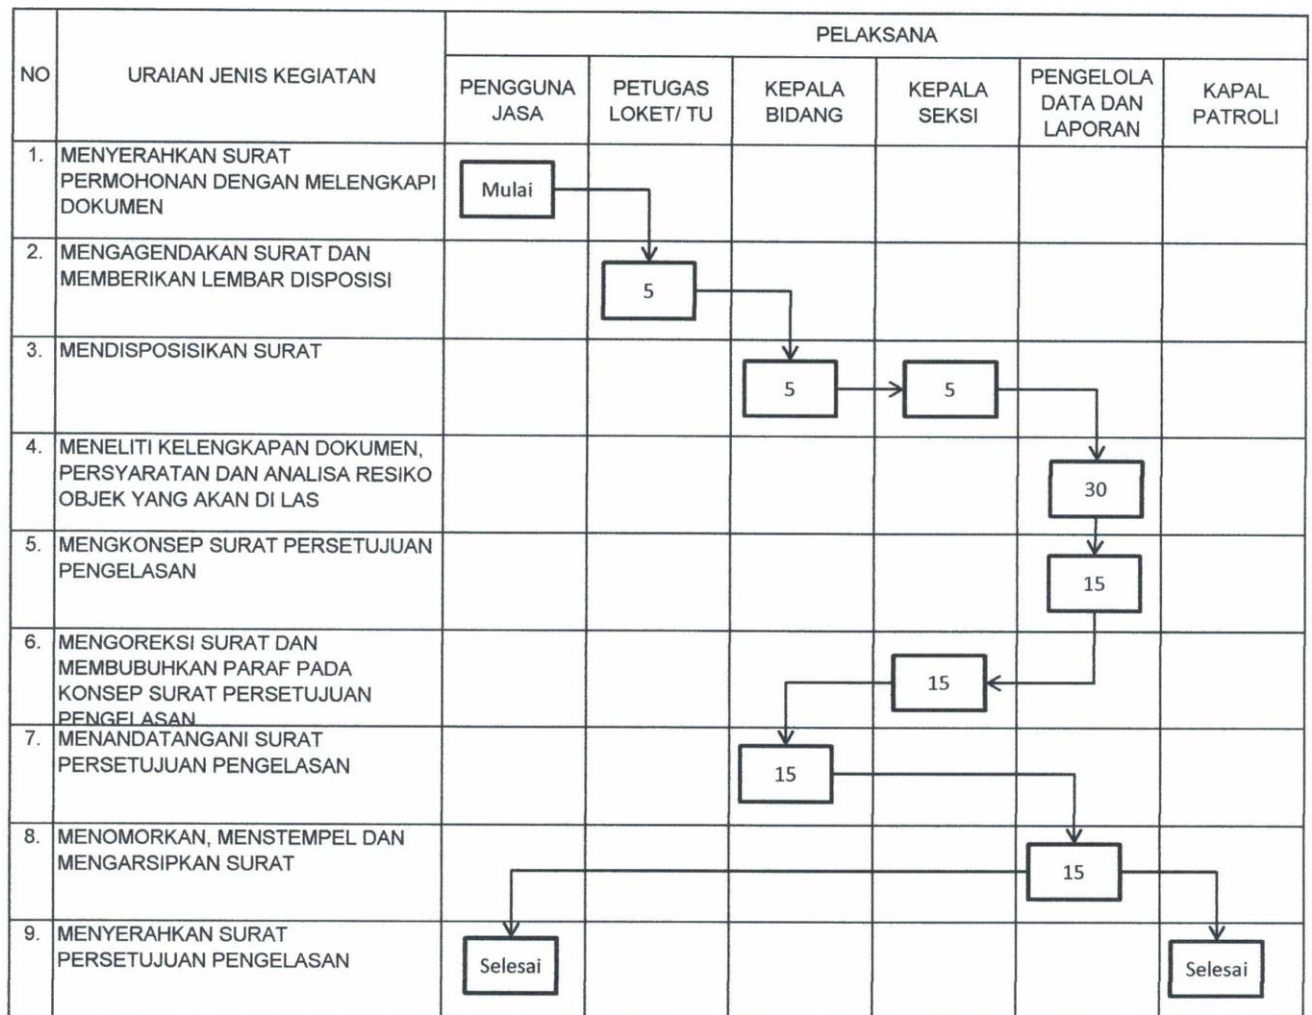 NO
URAIAN JENIS KEGIATAN
PELAKSANA
PENGGUNA
JASA
PETUGAS
LOKET/ TU
KEPALA
BIDANG
KEPALA
SEKSI
PENGELOLA
DATA DAN
LAPORAN
KAPAL
PATROLI
1. MENYERAHKAN SURAT
PERMOHONAN DENGAN MELENGKAPI
DOKUMEN
Mulai
2. MENGAGENDAKAN SURAT DAN
MEMBERIKAN LEMBAR DISPOSISI
5
3. MENDISPOSISIKAN SURAT
5
5
4. MENELITI KELENGKAPAN DOKUMEN,
PERSYARATAN DAN ANALISA RESIKO
OBJEK YANG AKAN DI LAS
30
5. MENGKONSEP SURAT PERSETUJUAN
PENGELASAN
15
6. MENGOREKSI SURAT DAN
MEMBUBUHKAN PARAF PADA
KONSEP SURAT PERSETUJUAN
PENGELASAN
15
7. MENANDATANGANI SURAT
PERSETUJUAN PENGELASAN
15
8. MENOMORKAN, MENSTEMPEL DAN
MENGARSIPKAN SURAT
15
9. MENYERAHKAN SURAT
PERSETUJUAN PENGELASAN
Selesai
Selesai